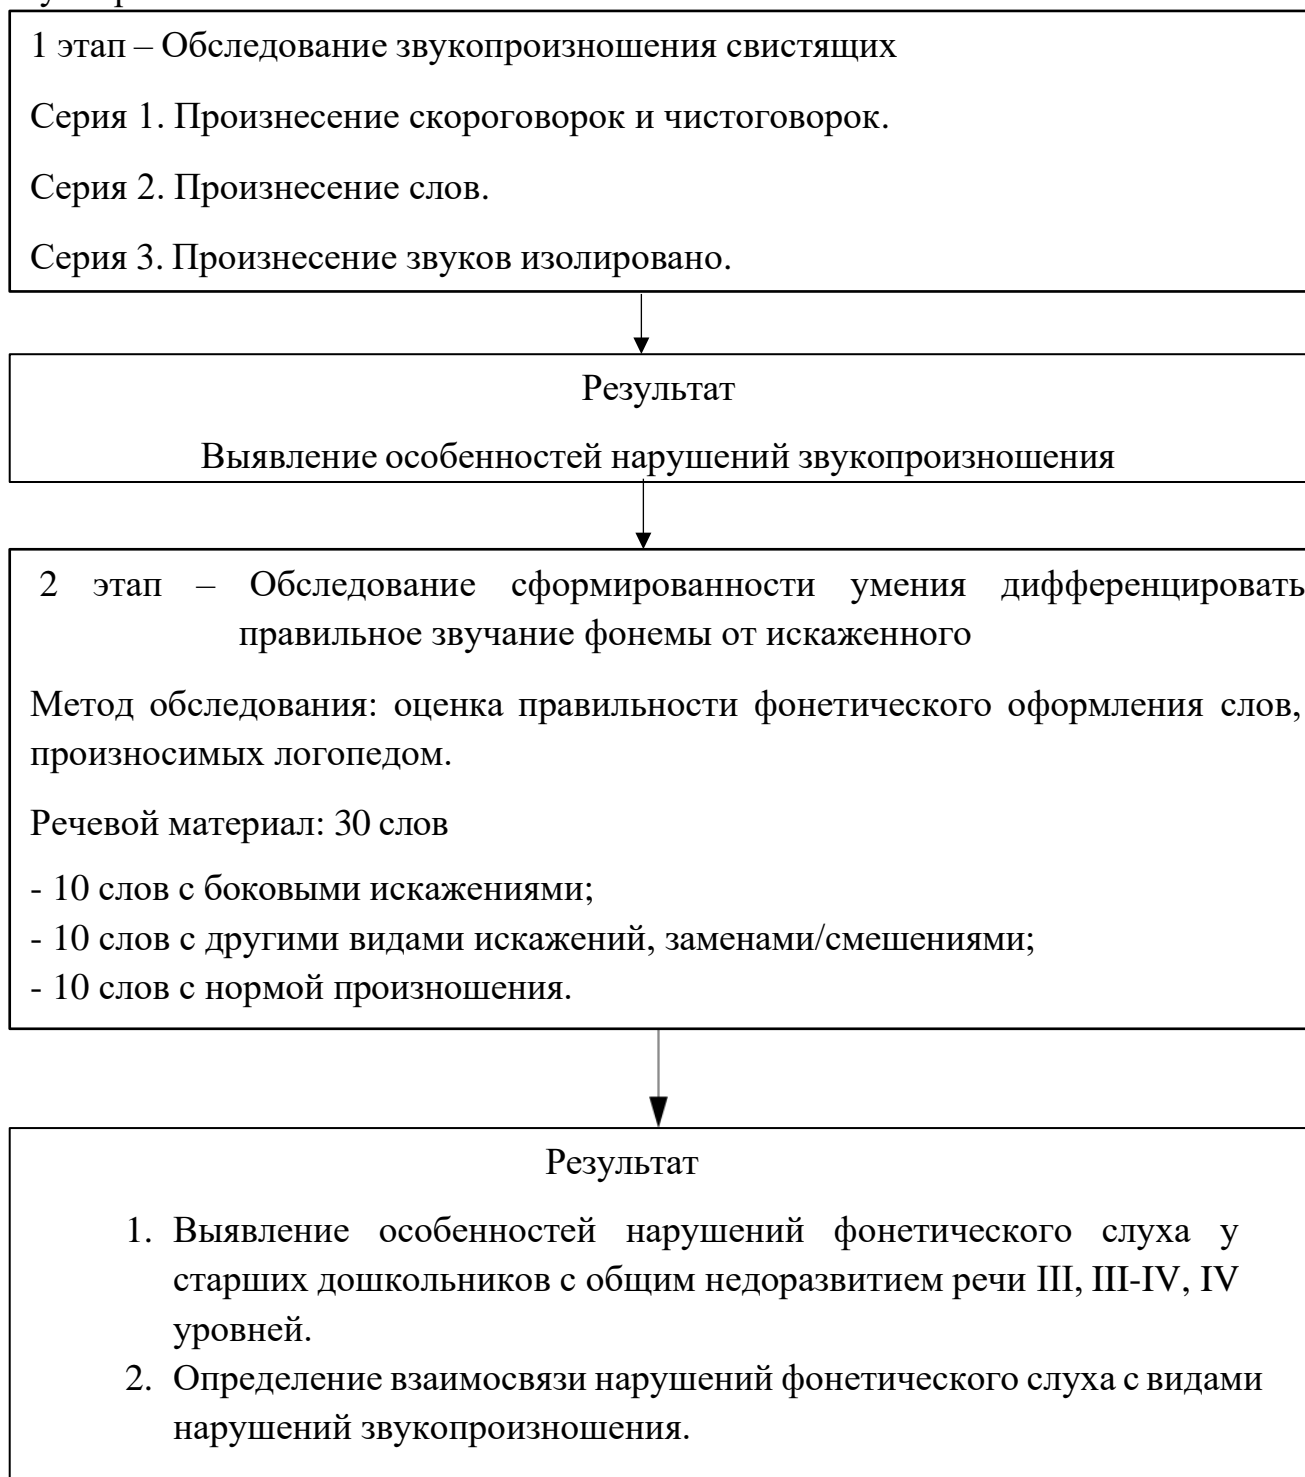 1 этап – Обследование звукопроизношения свистящих
Серия 1. Произнесение скороговорок и чистоговорок.
Серия 2. Произнесение слов.
Серия 3. Произнесение звуков изолировано.
Результат
Выявление особенностей нарушений звукопроизношения
2 этап – Обследование сформированности умения дифференцировать
правильное звучание фонемы от искаженного
Метод обследования: оценка правильности фонетического оформления слов,
произносимых логопедом.
Речевой материал: 30 слов
- 10 слов с боковыми искажениями;
- 10 слов с другими видами искажений, заменами/смешениями;
- 10 слов с нормой произношения.
Результат
1. Выявление особенностей нарушений фонетического слуха у
старших дошкольников с общим недоразвитием речи III, III-IV, IV
уровней.
2. Определение взаимосвязи нарушений фонетического слуха с видами
нарушений звукопроизношения.